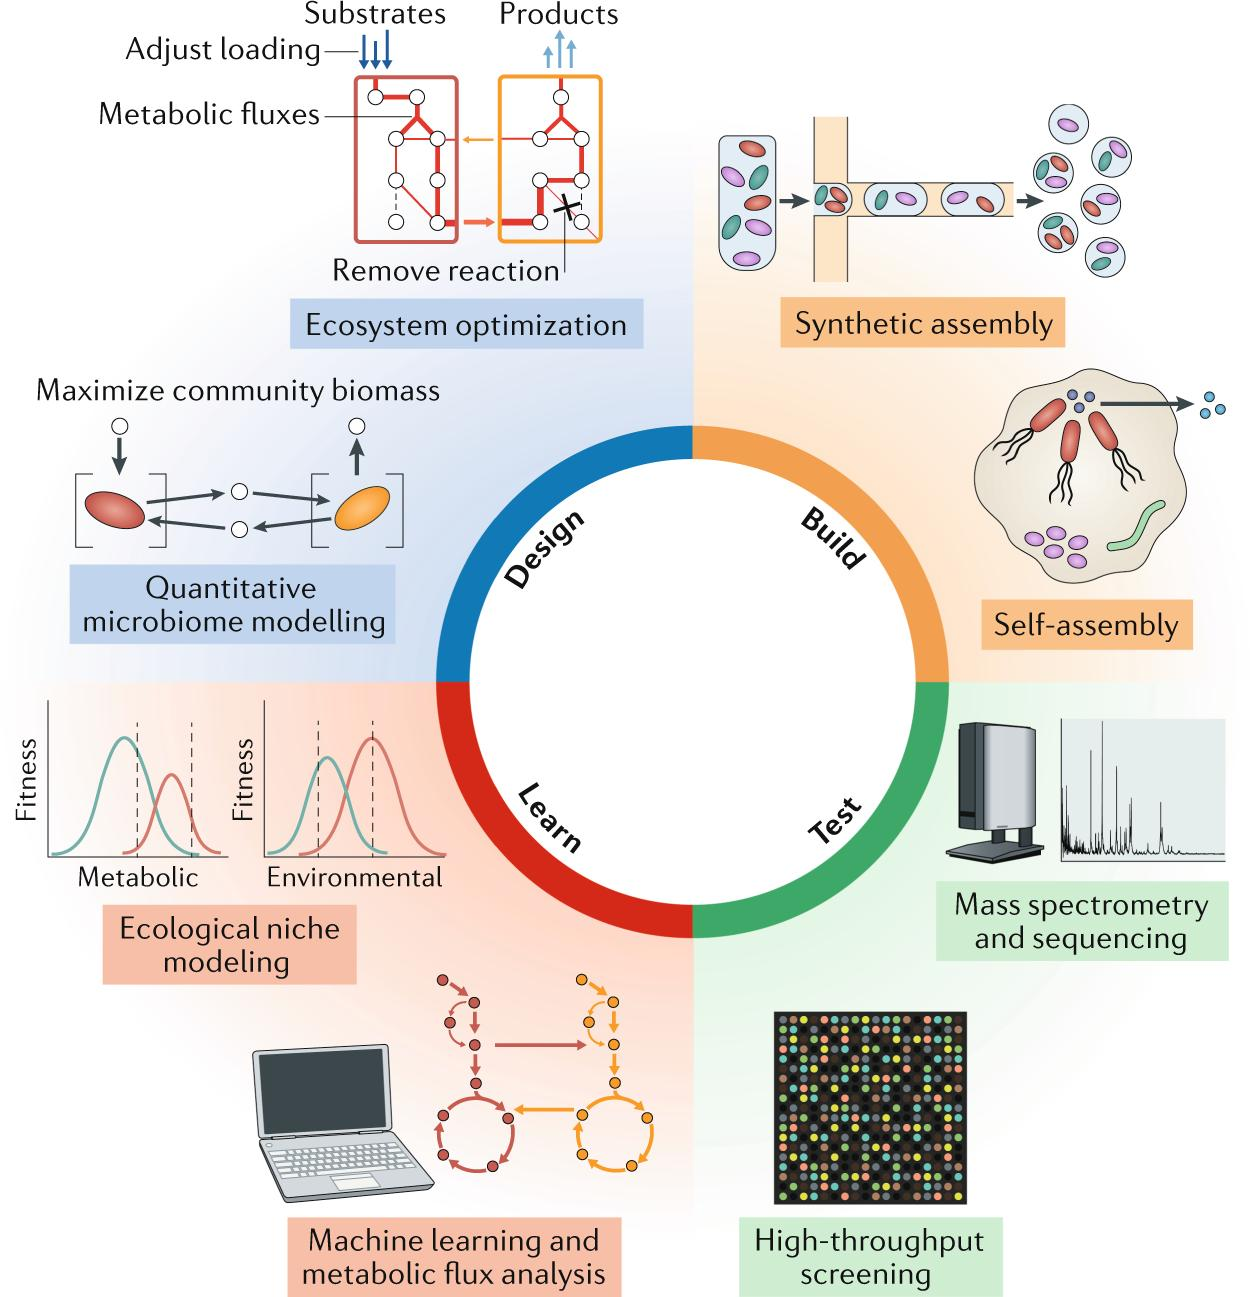 Substrates
Products
Adjust loading
Metabolic fluxes
Remove reaction
Ecosystem optimization
Synthetic assembly
Maximize community biomass
Quantitative
microbiome modelling
Self-assembly
Design
Build
Learn
Test
Fitness
Metabolic
Fitness
Environmental
Ecological niche
modeling
Mass spectrometry
and sequencing
Machine learning and
metabolic flux analysis
High-throughput
screening